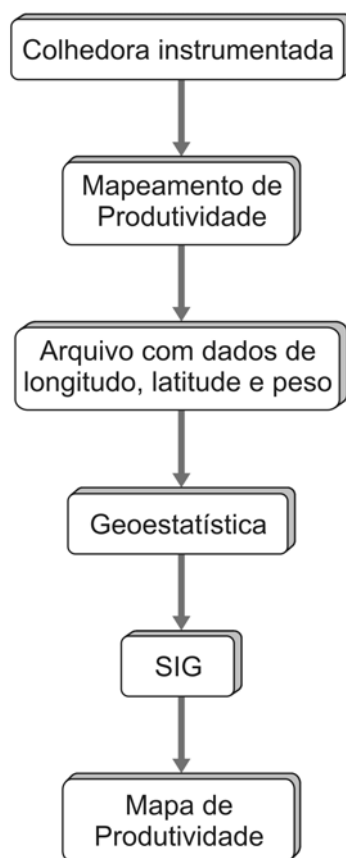 Colhedora instrumentada
Mapeamento de
Produtividade
Arquivo com dados de
longitudo, latitude e peso
Geoestatística
SIG
Mapa de
Produtividade